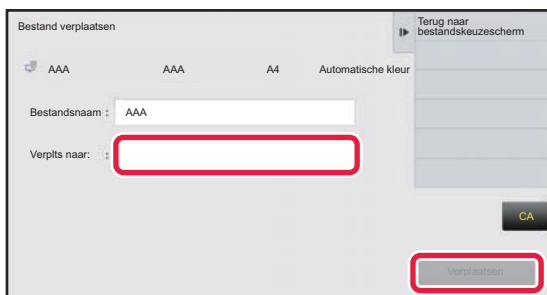 Bestand verplaatsen
Terug naar
bestandskeuzescherm
AAA AAA A4 Automatische kleur
Bestandsnaam : AAA
Verplts naar: :
CA
Verplaatsen